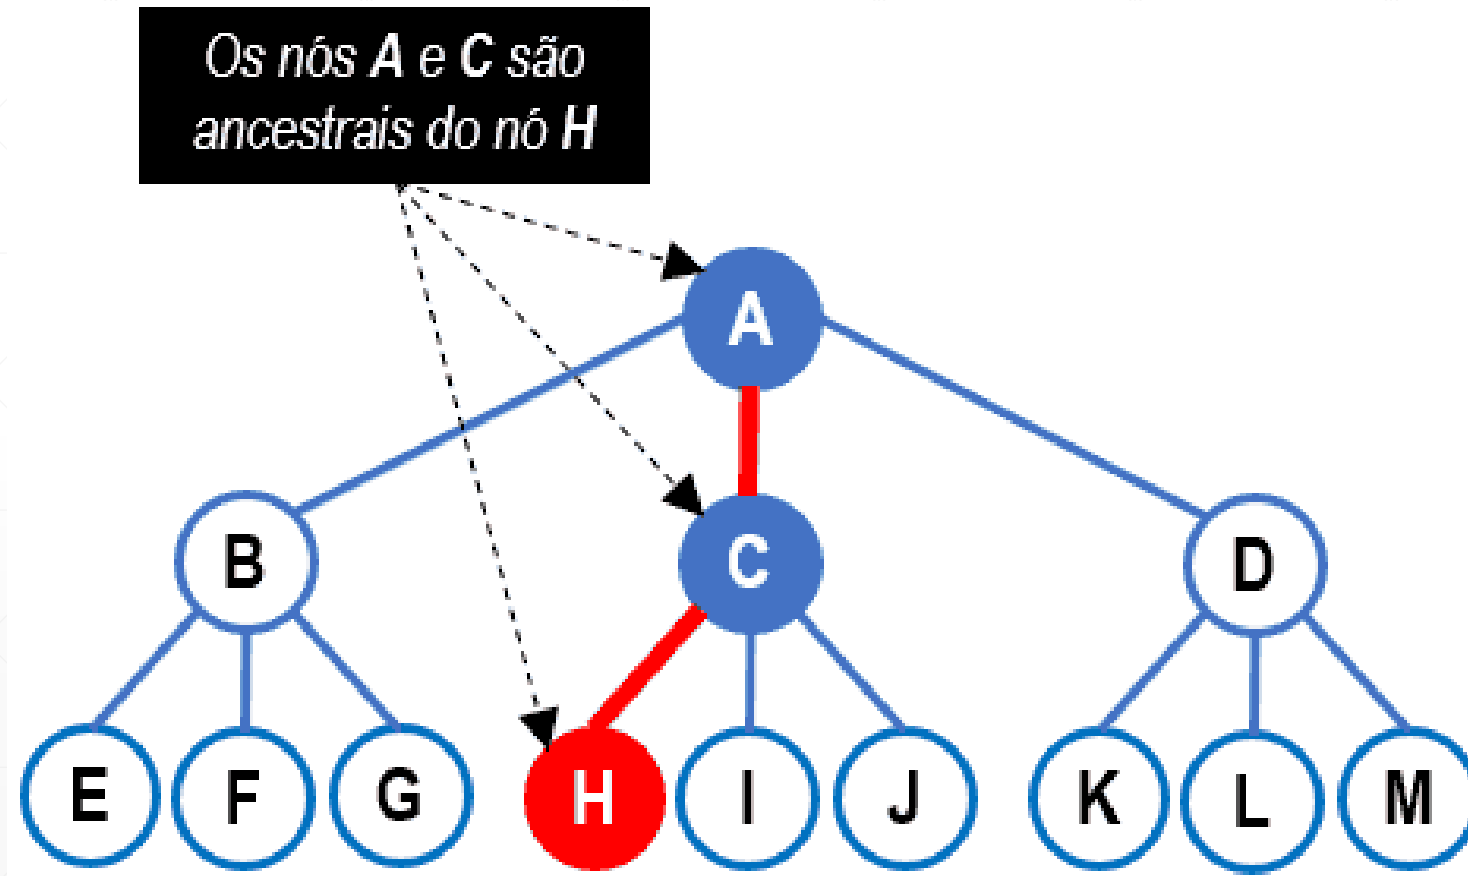 Os nós A e C são
ancestrais do nó H
A
B C D
E F G H I J K L M